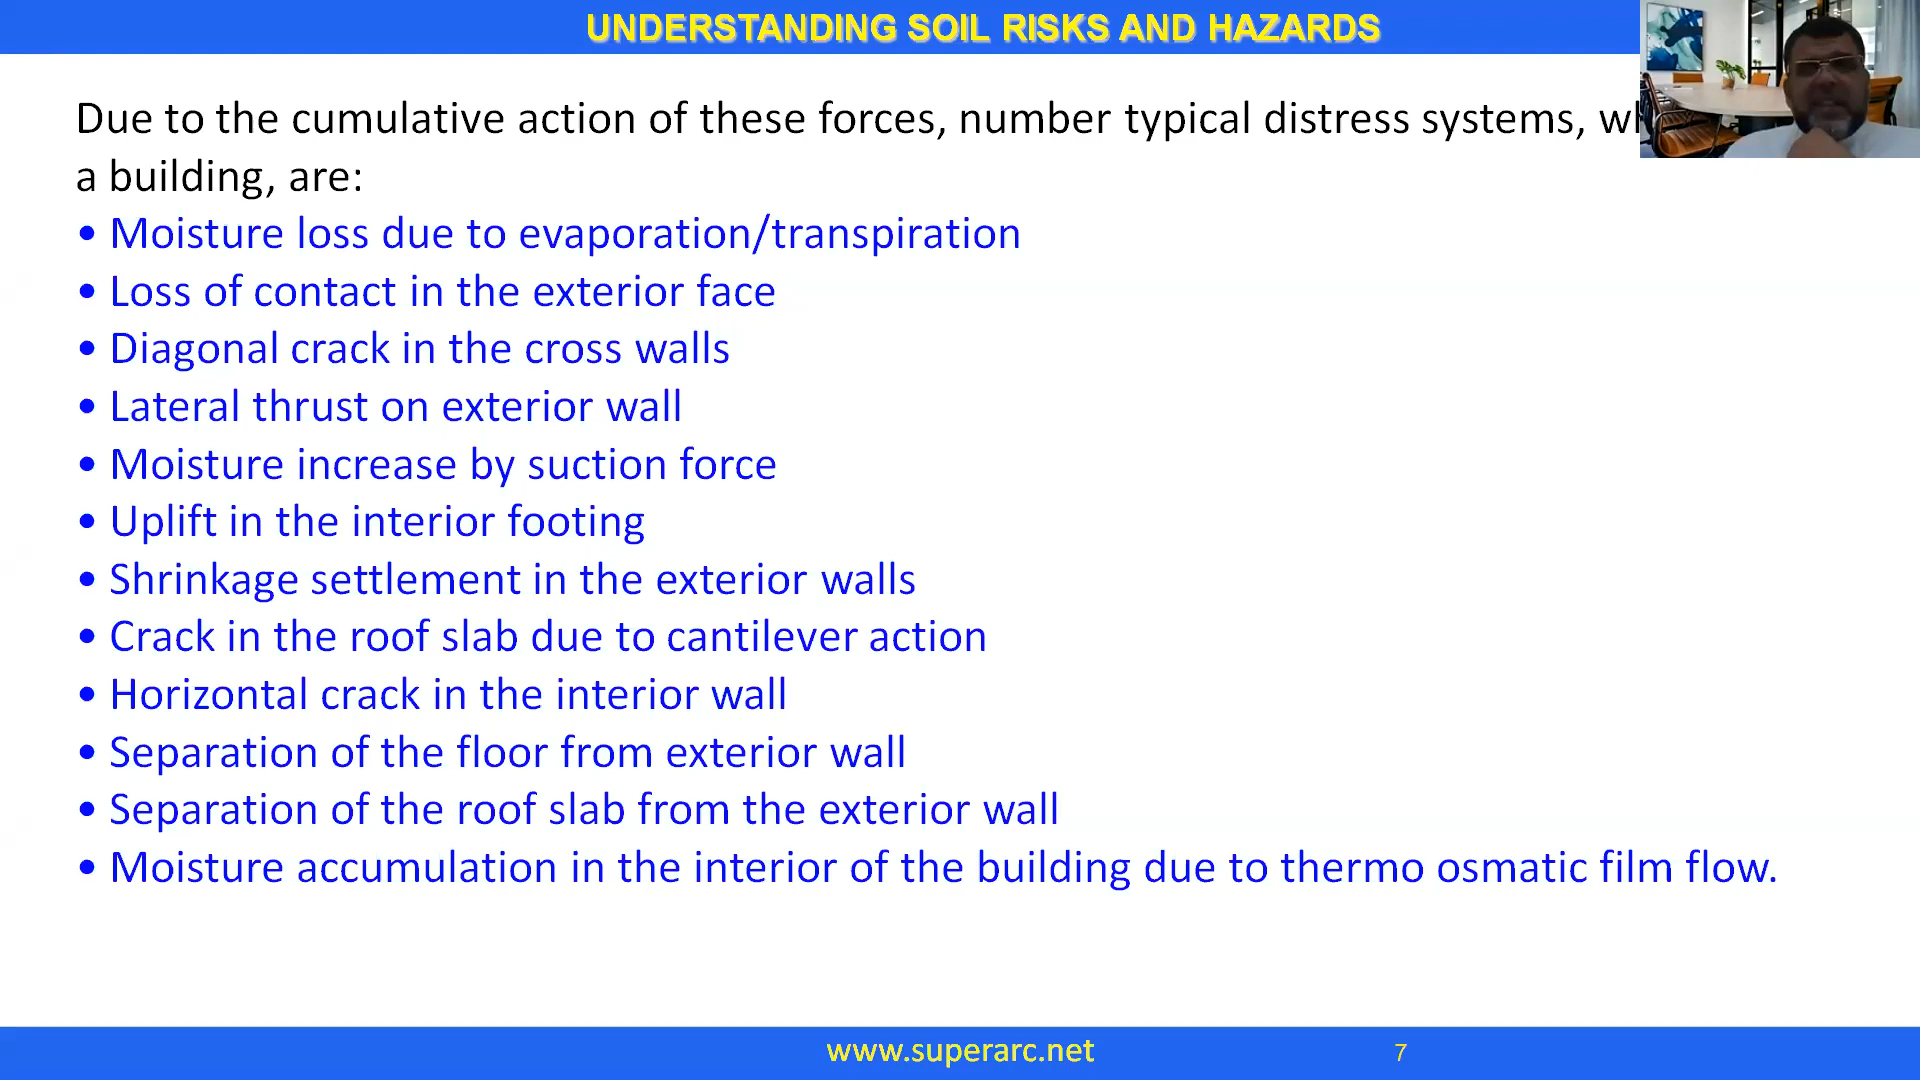 UNDERSTANDING SOIL RISKS AND HAZARDS
Due to the cumulative action of these forces, number typical distress systems,
a building, are:
• Moisture loss due to evaporation/transpiration
• Loss of contact in the exterior face
• Diagonal crack in the cross walls
• Lateral thrust on exterior wall
• Moisture increase by suction force
• Uplift in the interior footing
• Shrinkage settlement in the exterior walls
• Crack in the roof slab due to cantilever action
• Horizontal crack in the interior wall
• Separation of the floor from exterior wall
• Separation of the roof slab from the exterior wall
• Moisture accumulation in the interior of the building due to thermo osmatic film flow.
www.superarc.net
7